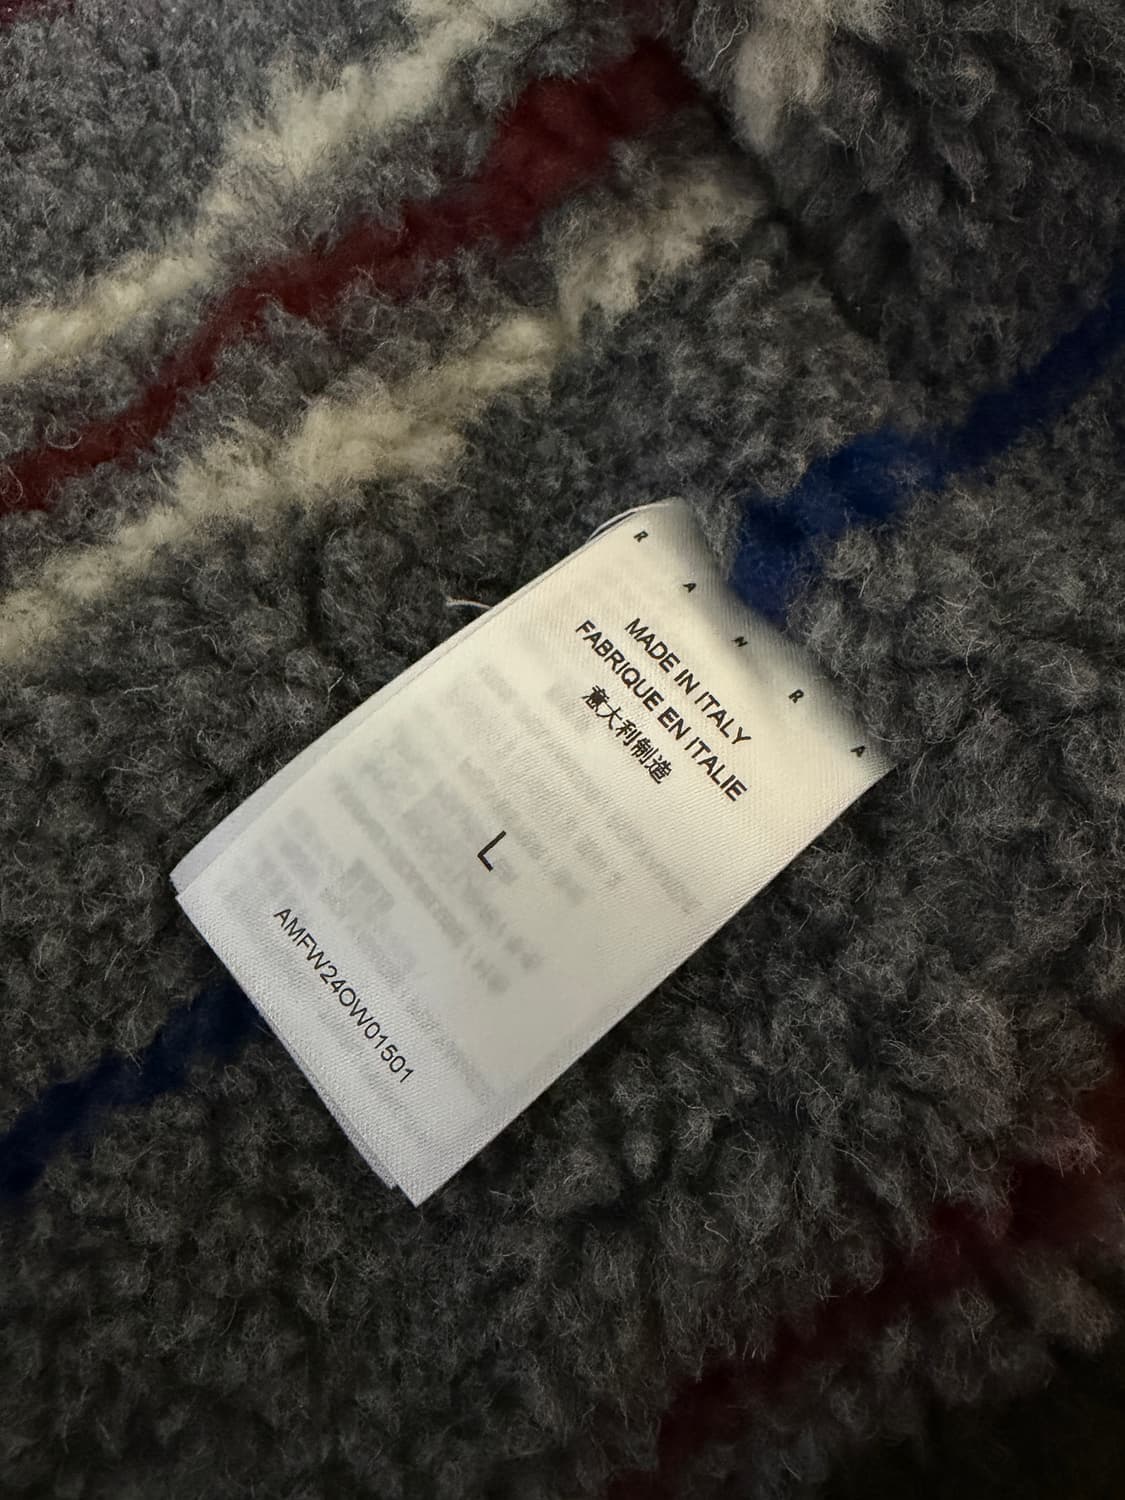 R A N R A
MADE IN ITALY
FABRIQUE EN ITALIE
意大利制造
L
AMFW24OW01501